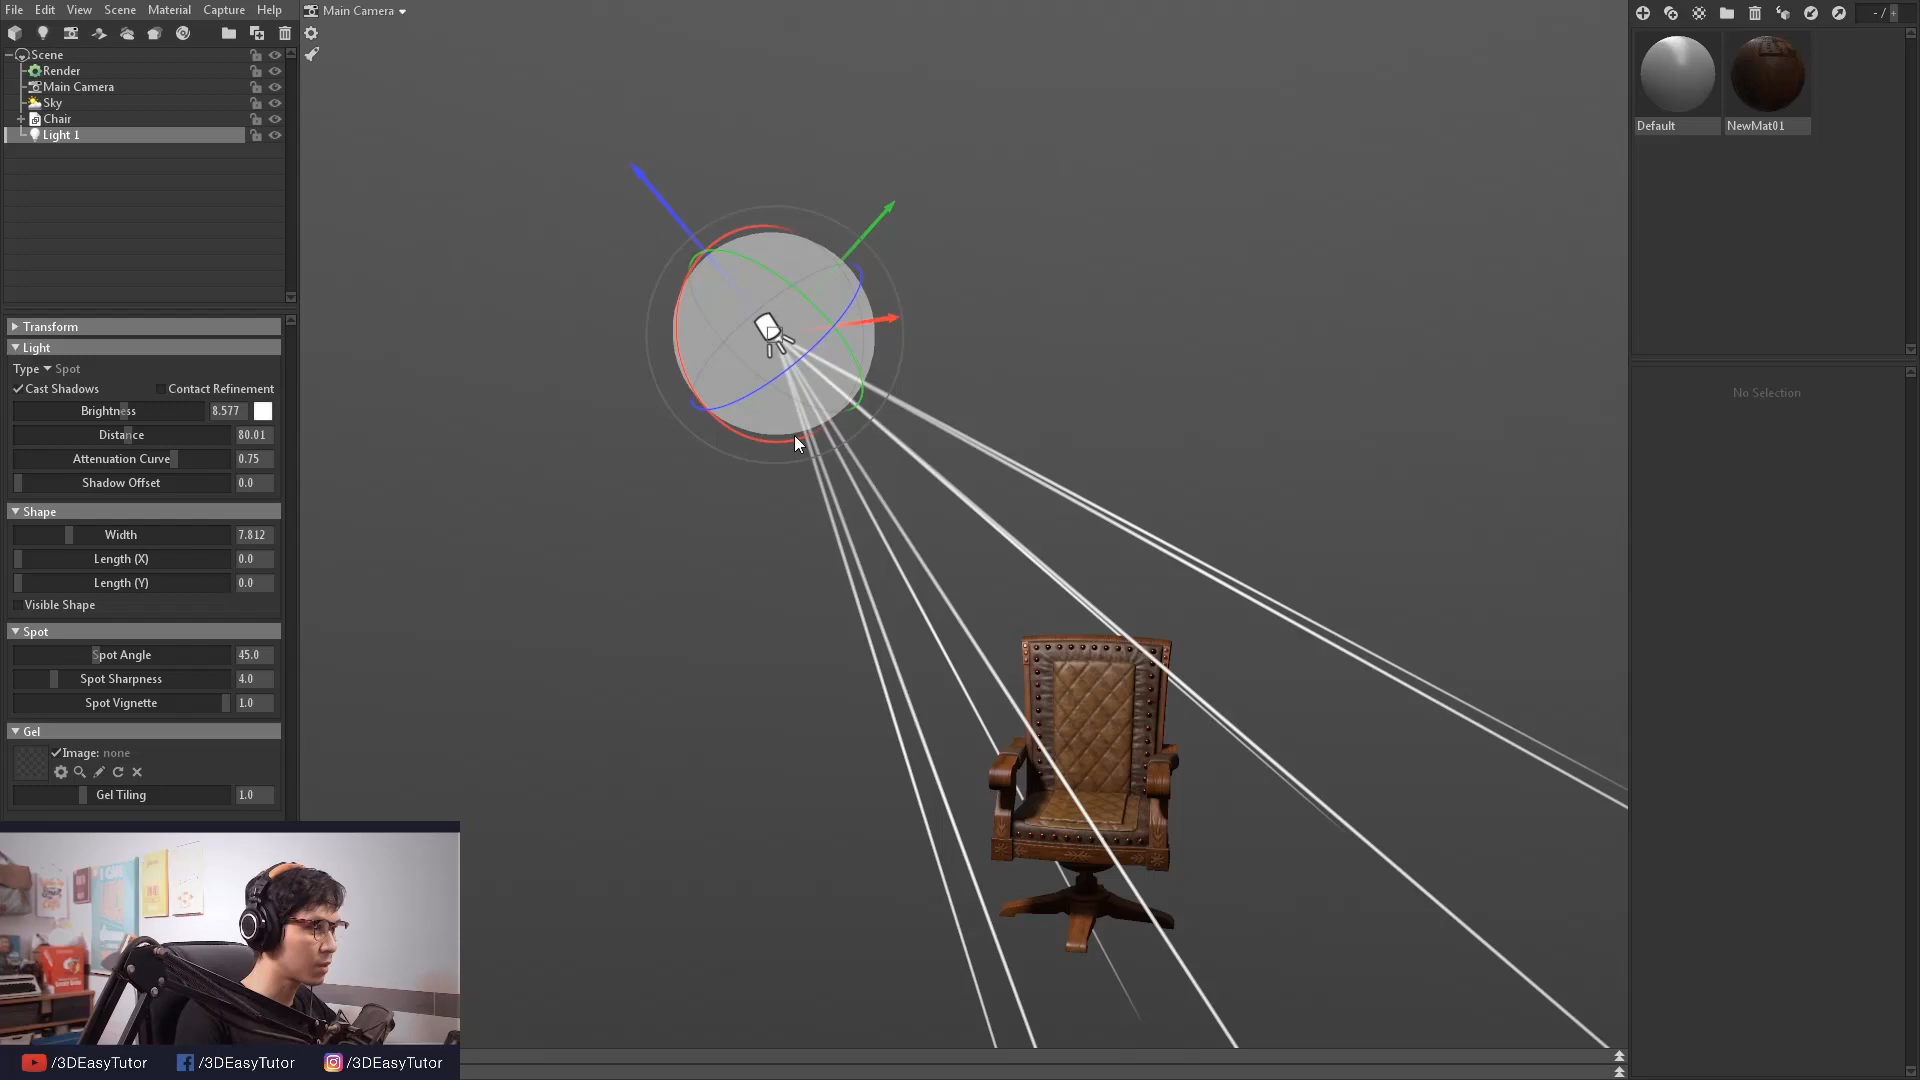 File Edit View Scene Material Capture Help
Main Camera
Scene
Render
Main Camera
Sky
Chair
Light 1
Transform
Light
Type Spot
Cast Shadows Contact Refinement
Brightness 8.577
Distance 80.01
Attenuation Curve 0.75
Shadow Offset 0.0
Shape
Width 7.812
Length (X) 0.0
Length (Y) 0.0
Visible Shape
Spot
Spot Angle 45.0
Spot Sharpness 4.0
Spot Vignette 1.0
Gel
Image: none
Gel Tiling 1.0
/3DEasyTutor /3DEasyTutor /3DEasyTutor
- / +
Default NewMat01
No Selection